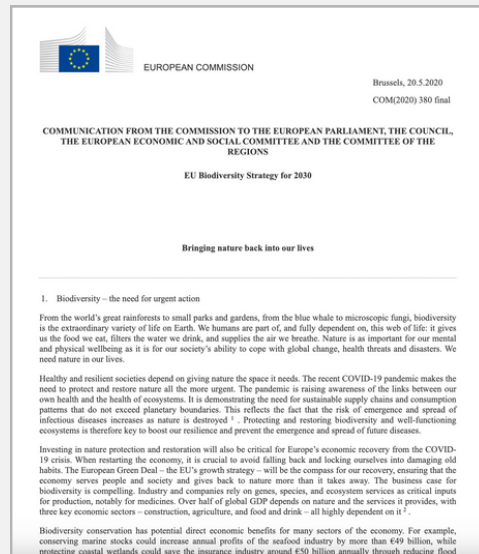 EUROPEAN COMMISSION
Brussels, 20.5.2020
COM(2020) 380 final
COMMUNICATION FROM THE COMMISSION TO THE EUROPEAN PARLIAMENT, THE COUNCIL,
THE EUROPEAN ECONOMIC AND SOCIAL COMMITTEE AND THE COMMITTEE OF THE
REGIONS
EU Biodiversity Strategy for 2030
Bringing nature back into our lives
1. Biodiversity – the need for urgent action
From the world's great rainforests to small parks and gardens, from the blue whale to microscopic fungi, biodiversity
is the extraordinary variety of life on Earth. We humans are part of, and fully dependent on, this web of life: it gives
us the food we eat, filters the water we drink, and supplies the air we breathe. Nature is as important for our mental
and physical wellbeing as it is for our society's ability to cope with global change, health threats and disasters. We
need nature in our lives.
Healthy and resilient societies depend on giving nature the space it needs. The recent COVID-19 pandemic makes the
need to protect and restore nature all the more urgent. The pandemic is raising awareness of the links between our
own health and the health of ecosystems. It is demonstrating the need for sustainable supply chains and consumption
patterns that do not exceed planetary boundaries. This reflects the fact that the risk of emergence and spread of
infectious diseases increases as nature is destroyed 1 . Protecting and restoring biodiversity and well-functioning
ecosystems is therefore key to boost our resilience and prevent the emergence and spread of future diseases.
Investing in nature protection and restoration will also be critical for Europe's economic recovery from the COVID-
19 crisis. When restarting the economy, it is crucial to avoid falling back and locking ourselves into damaging old
habits. The European Green Deal – the EU's growth strategy – will be the compass for our recovery, ensuring that the
economy serves people and society and gives back to nature more than it takes away. The business case for
biodiversity is compelling. Industry and companies rely on genes, species, and ecosystem services as critical inputs
for production, notably for medicines. Over half of global GDP depends on nature and the services it provides, with
three key economic sectors – construction, agriculture, and food and drink – all highly dependent on it 2 .
Biodiversity conservation has potential direct economic benefits for many sectors of the economy. For example,
conserving marine stocks could increase annual profits of the seafood industry by more than €49 billion, while
protecting coastal wetlands could save the insurance industry around €50 billion annually through reducing flood